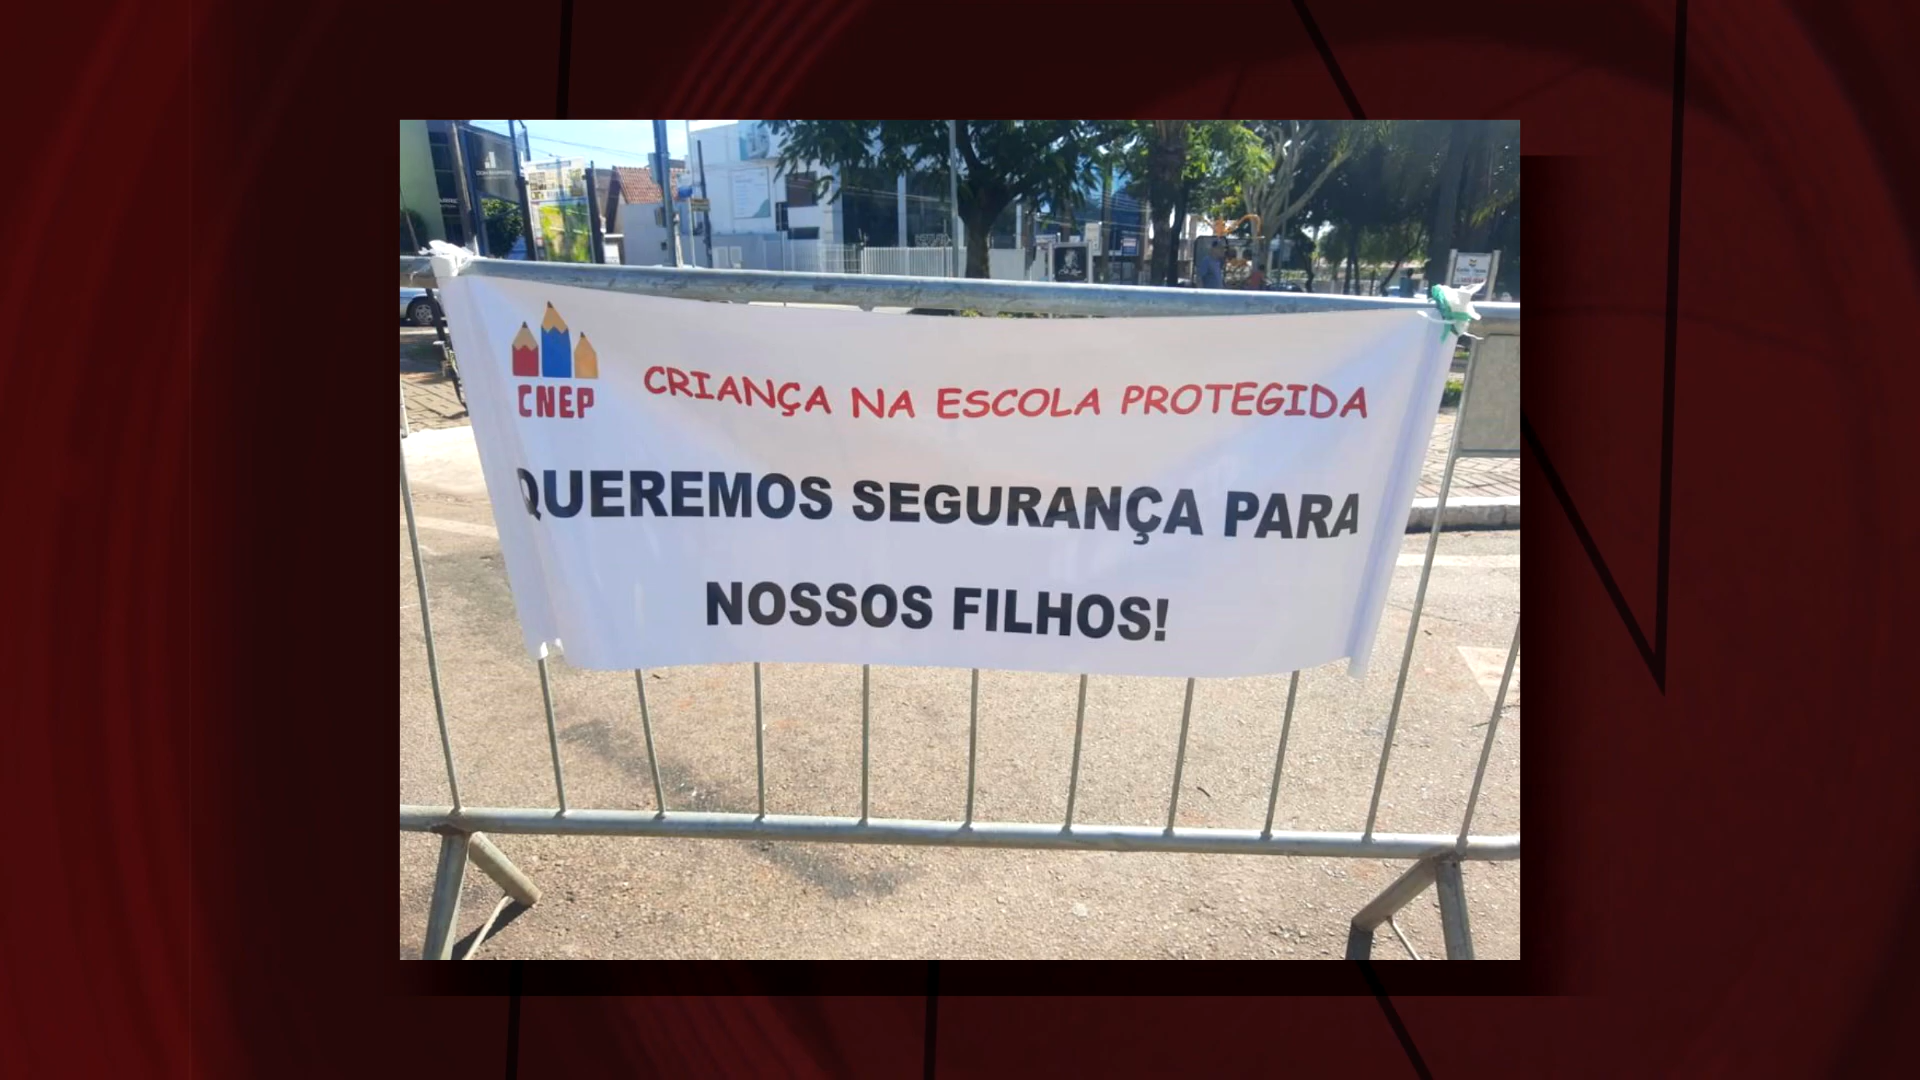 CNEP
CRIANÇA NA ESCOLA PROTEGIDA
QUEREMOS SEGURANÇA PARA
NOSSOS FILHOS!